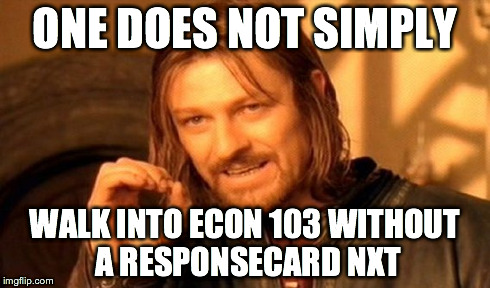 ONE DOES NOT SIMPLY
WALK INTO ECON 103 WITHOUT
A RESPONSECARD NXT
imgflip.com